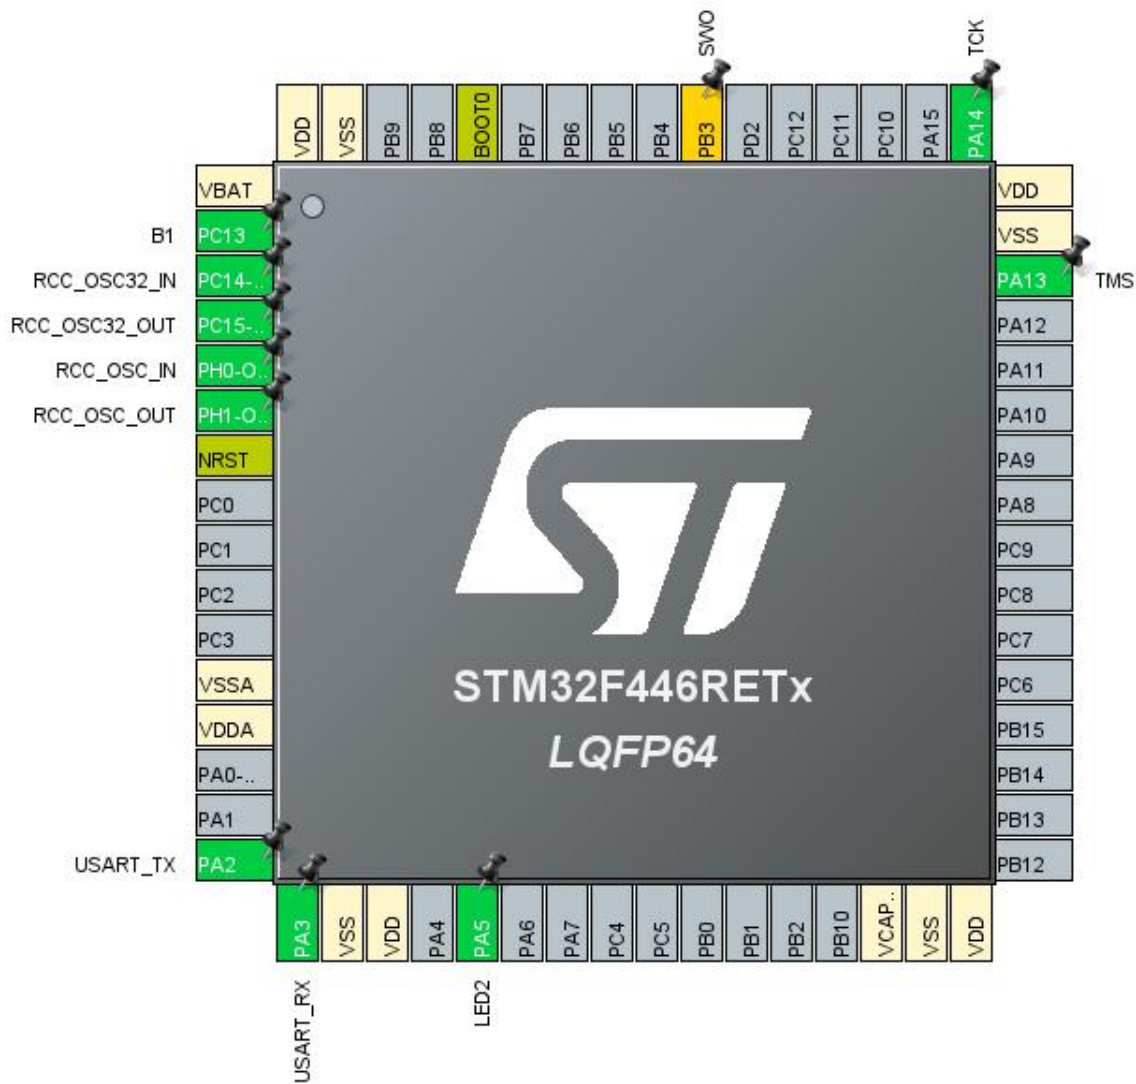 SWO
TCK
VDD
VSS
PB9
PB8
BOOT0
PB7
PB6
PB5
PB4
PB3
PD2
PC12
PC11
PC10
PA15
PA14
VBAT
B1 PC13
RCC_OSC32_IN PC14-..
RCC_OSC32_OUT PC15-..
RCC_OSC_IN PH0-O..
RCC_OSC_OUT PH1-O..
NRST
PC0
PC1
PC2
PC3
VSSA
VDDA
PA0-..
PA1
USART_TX PA2
VDD
VSS
PA13 TMS
PA12
PA11
PA10
PA9
PA8
PC9
PC8
PC7
PC6
PB15
PB14
PB13
PB12
ST
STM32F446RETx
LQFP64
PA3
VSS
VDD
PA4
PA5
PA6
PA7
PC4
PC5
PB0
PB1
PB2
PB10
VCAP..
VSS
VDD
USART_RX
LED2